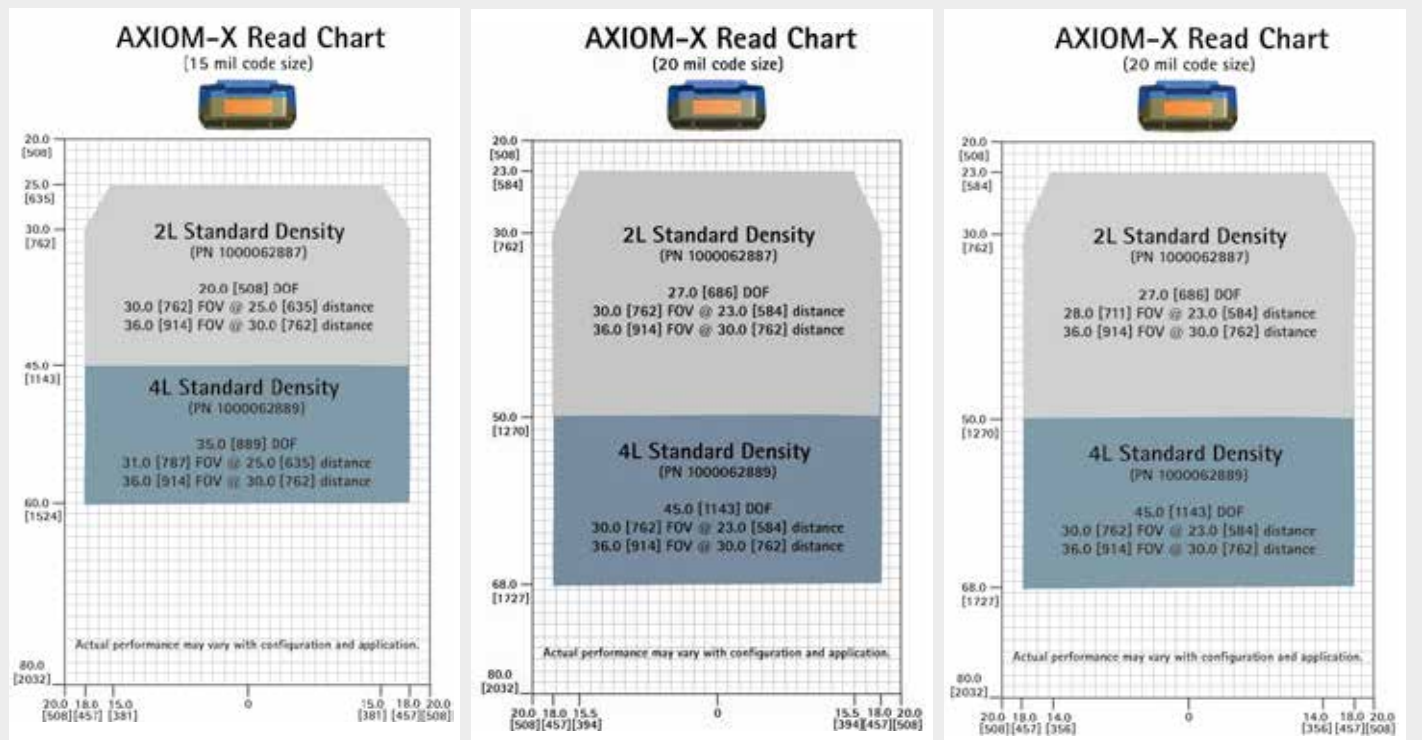 AXIOM-X Read Chart
(15 mil code size)
20.0
[508]
25.0
[635]
30.0
[762]
2L Standard Density
(PN 1000062887)
20.0 [508] DOF
30.0 [762] FOV @ 25.0 [635] distance
36.0 [914] FOV @ 30.0 [762] distance
45.0
[1143]
4L Standard Density
(PN 1000062889)
35.0 [889] DOF
31.0 [787] FOV @ 25.0 [635] distance
36.0 [914] FOV @ 30.0 [762] distance
60.0
[1524]
Actual performance may vary with configuration and application.
80.0
[2032]
20.0 18.0 15.0 0 15.0 18.0 20.0
[508] [457] [381] [381] [457] [508]
AXIOM-X Read Chart
(20 mil code size)
20.0
[508]
23.0
[584]
30.0
[762]
2L Standard Density
(PN 1000062887)
27.0 [686] DOF
30.0 [762] FOV @ 23.0 [584] distance
36.0 [914] FOV @ 30.0 [762] distance
50.0
[1270]
4L Standard Density
(PN 1000062889)
45.0 [1143] DOF
30.0 [762] FOV @ 23.0 [584] distance
36.0 [914] FOV @ 30.0 [762] distance
68.0
[1727]
Actual performance may vary with configuration and application.
80.0
[2032]
20.0 18.0 15.5 0 15.5 18.0 20.0
[508] [457] [394] [394] [457] [508]
AXIOM-X Read Chart
(20 mil code size)
20.0
[508]
23.0
[584]
30.0
[762]
2L Standard Density
(PN 1000062887)
27.0 [686] DOF
28.0 [711] FOV @ 23.0 [584] distance
36.0 [914] FOV @ 30.0 [762] distance
50.0
[1270]
4L Standard Density
(PN 1000062889)
45.0 [1143] DOF
30.0 [762] FOV @ 23.0 [584] distance
36.0 [914] FOV @ 30.0 [762] distance
68.0
[1727]
Actual performance may vary with configuration and application.
80.0
[2032]
20.0 18.0 14.0 0 14.0 18.0 20.0
[508] [457] [356] [356] [457] [508]